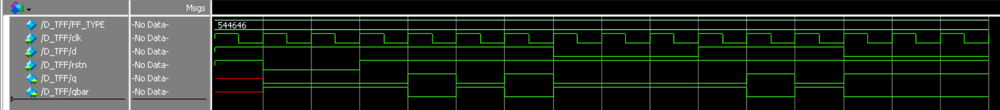 Msgs
/D_TFF/FF_TYPE -No Data- 544646
/D_TFF/clk -No Data-
/D_TFF/d -No Data-
/D_TFF/rstn -No Data-
/D_TFF/q -No Data-
/D_TFF/qbar -No Data-